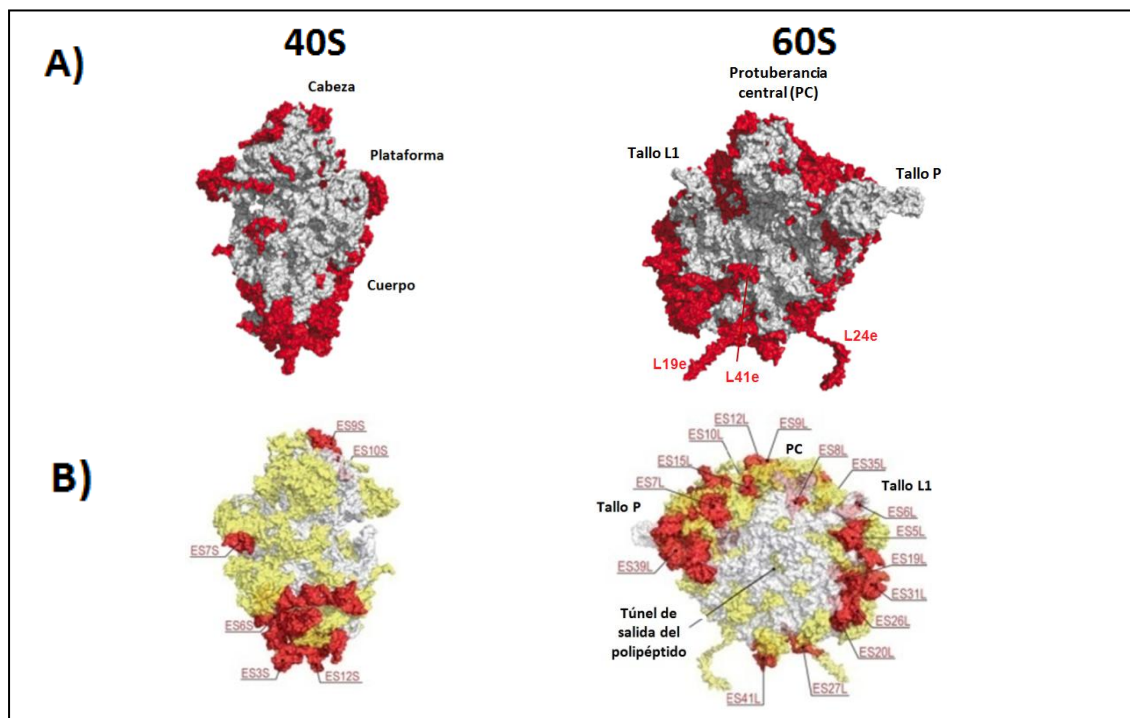 40S
60S
A)
Cabeza
Plataforma
Cuerpo
Protuberancia
central (PC)
Tallo L1
Tallo P
L19e
L41e
L24e
B)
ES9S
ES10S
ES7S
ES6S
ES3S
ES12S
ES12L
ES9L
ES10L
PC
ES8L
ES15L
ES35L
ES7L
Tallo L1
Tallo P
ES6L
ES5L
ES39L
ES19L
ES31L
Túnel de
salida del
polipéptido
ES26L
ES20L
ES41L
ES27L